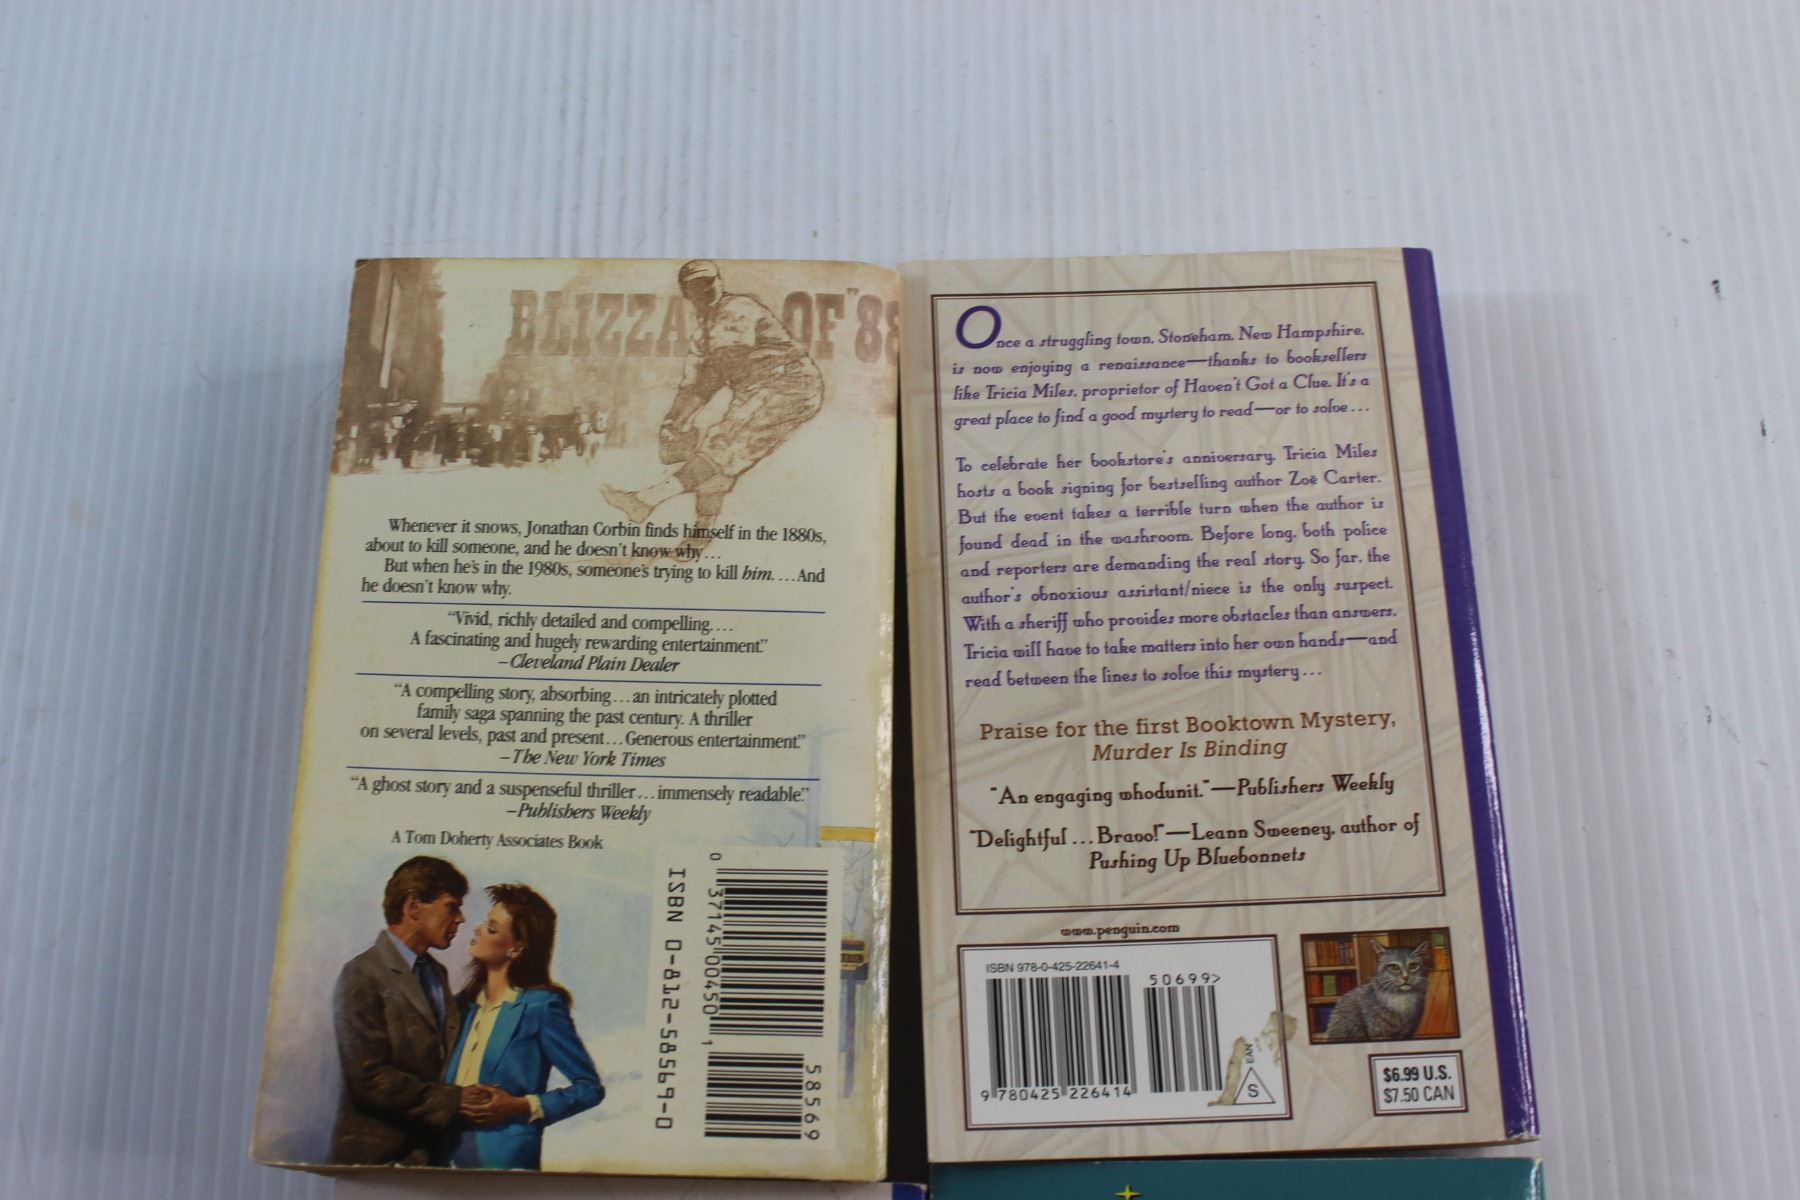 BLIZZA OF "88
Whenever it snows, Jonathan Corbin finds himself in the 1880s,
about to kill someone, and he doesn't know why...
But when he's in the 1980s, someone's trying to kill him....And
he doesn't know why.
"Vivid, richly detailed and compelling....
A fascinating and hugely rewarding entertainment."
–Cleveland Plain Dealer
"A compelling story, absorbing...an intricately plotted
family saga spanning the past century. A thriller
on several levels, past and present...Generous entertainment."
–The New York Times
"A ghost story and a suspenseful thriller...immensely readable."
–Publishers Weekly
A Tom Doherty Associates Book
ISBN 0-812-58569-0
0 37145 00450 1
58569
Once a struggling town, Stoneham, New Hampshire,
is now enjoying a renaissance—thanks to booksellers
like Tricia Miles, proprietor of Haven't Got a Clue. It's a
great place to find a good mystery to read—or to solve...
To celebrate her bookstore's anniversary, Tricia Miles
hosts a book signing for bestselling author Zoë Carter.
But the event takes a terrible turn when the author is
found dead in the washroom. Before long, both police
and reporters are demanding the real story. So far, the
author's obnoxious assistant/niece is the only suspect.
With a sheriff who provides more obstacles than answers,
Tricia will have to take matters into her own hands—and
read between the lines to solve this mystery...
Praise for the first Booktown Mystery,
Murder Is Binding
"An engaging whodunit."—Publishers Weekly
"Delightful...Bravo!"—Leann Sweeney, author of
Pushing Up Bluebonnets
www.penguin.com
ISBN 978-0-425-22641-4
50699>
9 780425 226414
EAN
S
$6.99 U.S.
$7.50 CAN